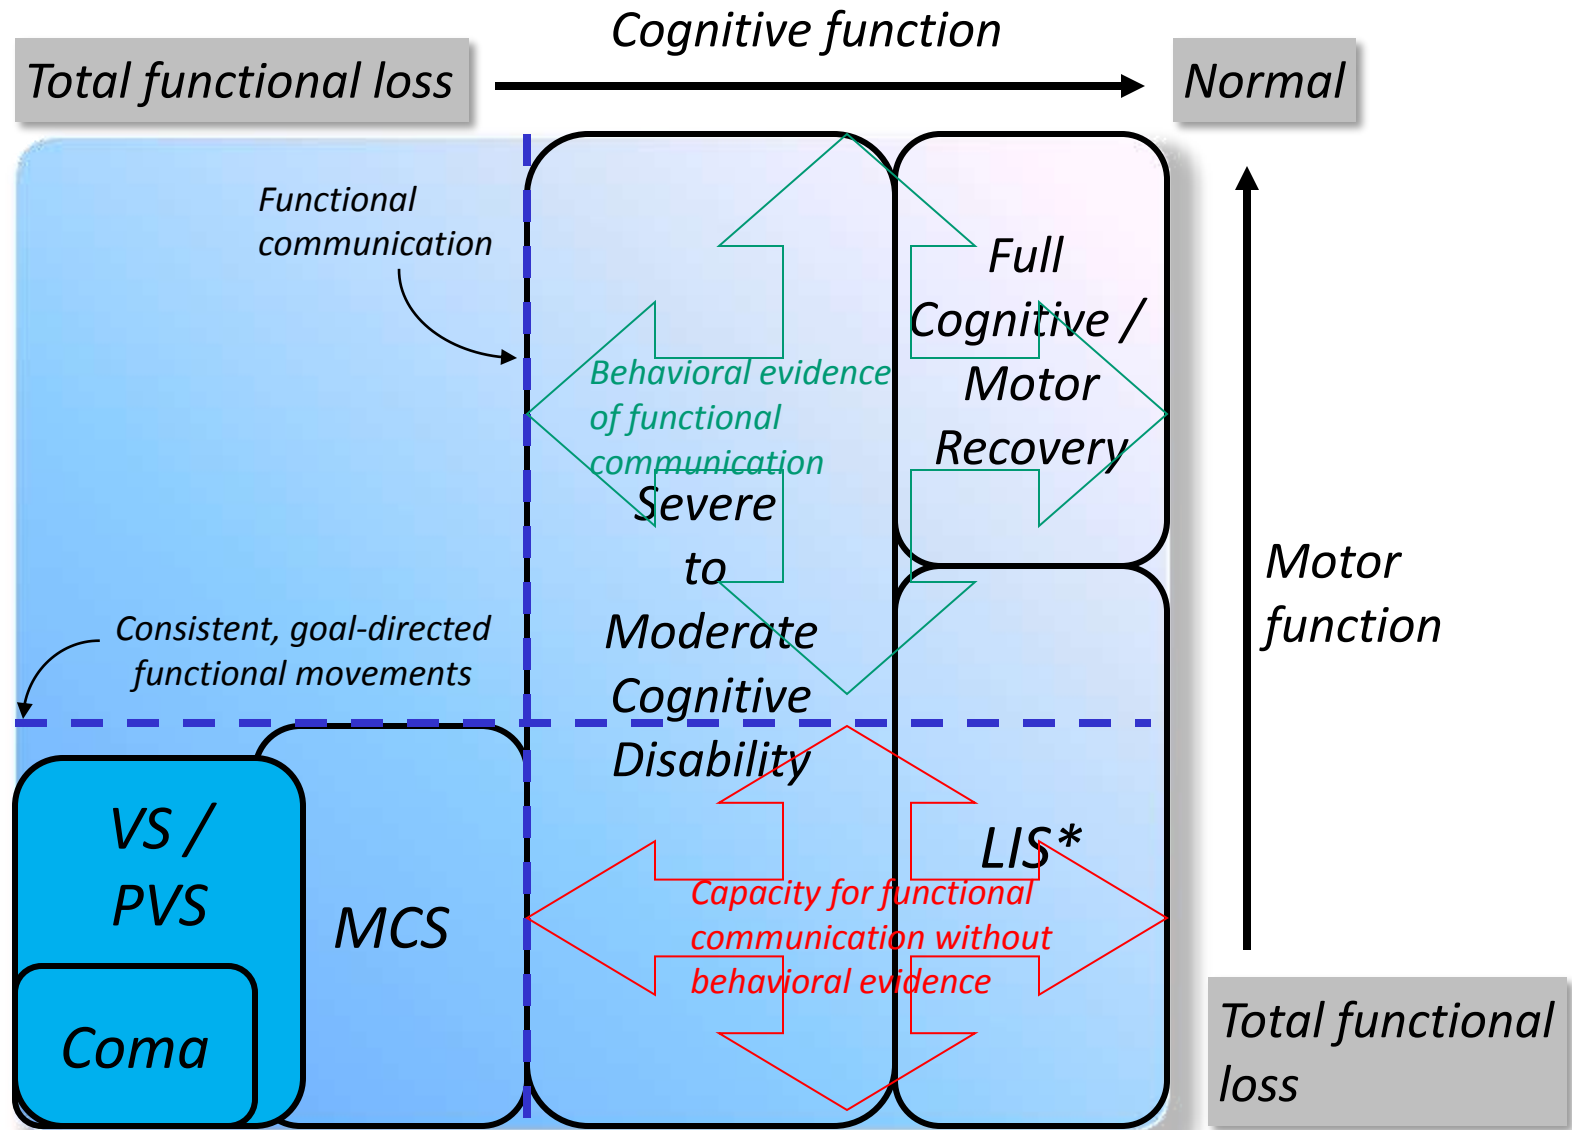 Cognitive function
Total functional loss
Normal
Functional
communication
Full
Cognitive /
Motor
Recovery
Behavioral evidence
of functional
communication
Severe
to
Moderate
Cognitive
Disability
Motor
function
Consistent, goal-directed
functional movements
VS /
PVS
MCS
Coma
LIS*
Capacity for functional
communication without
behavioral evidence
Total functional
loss